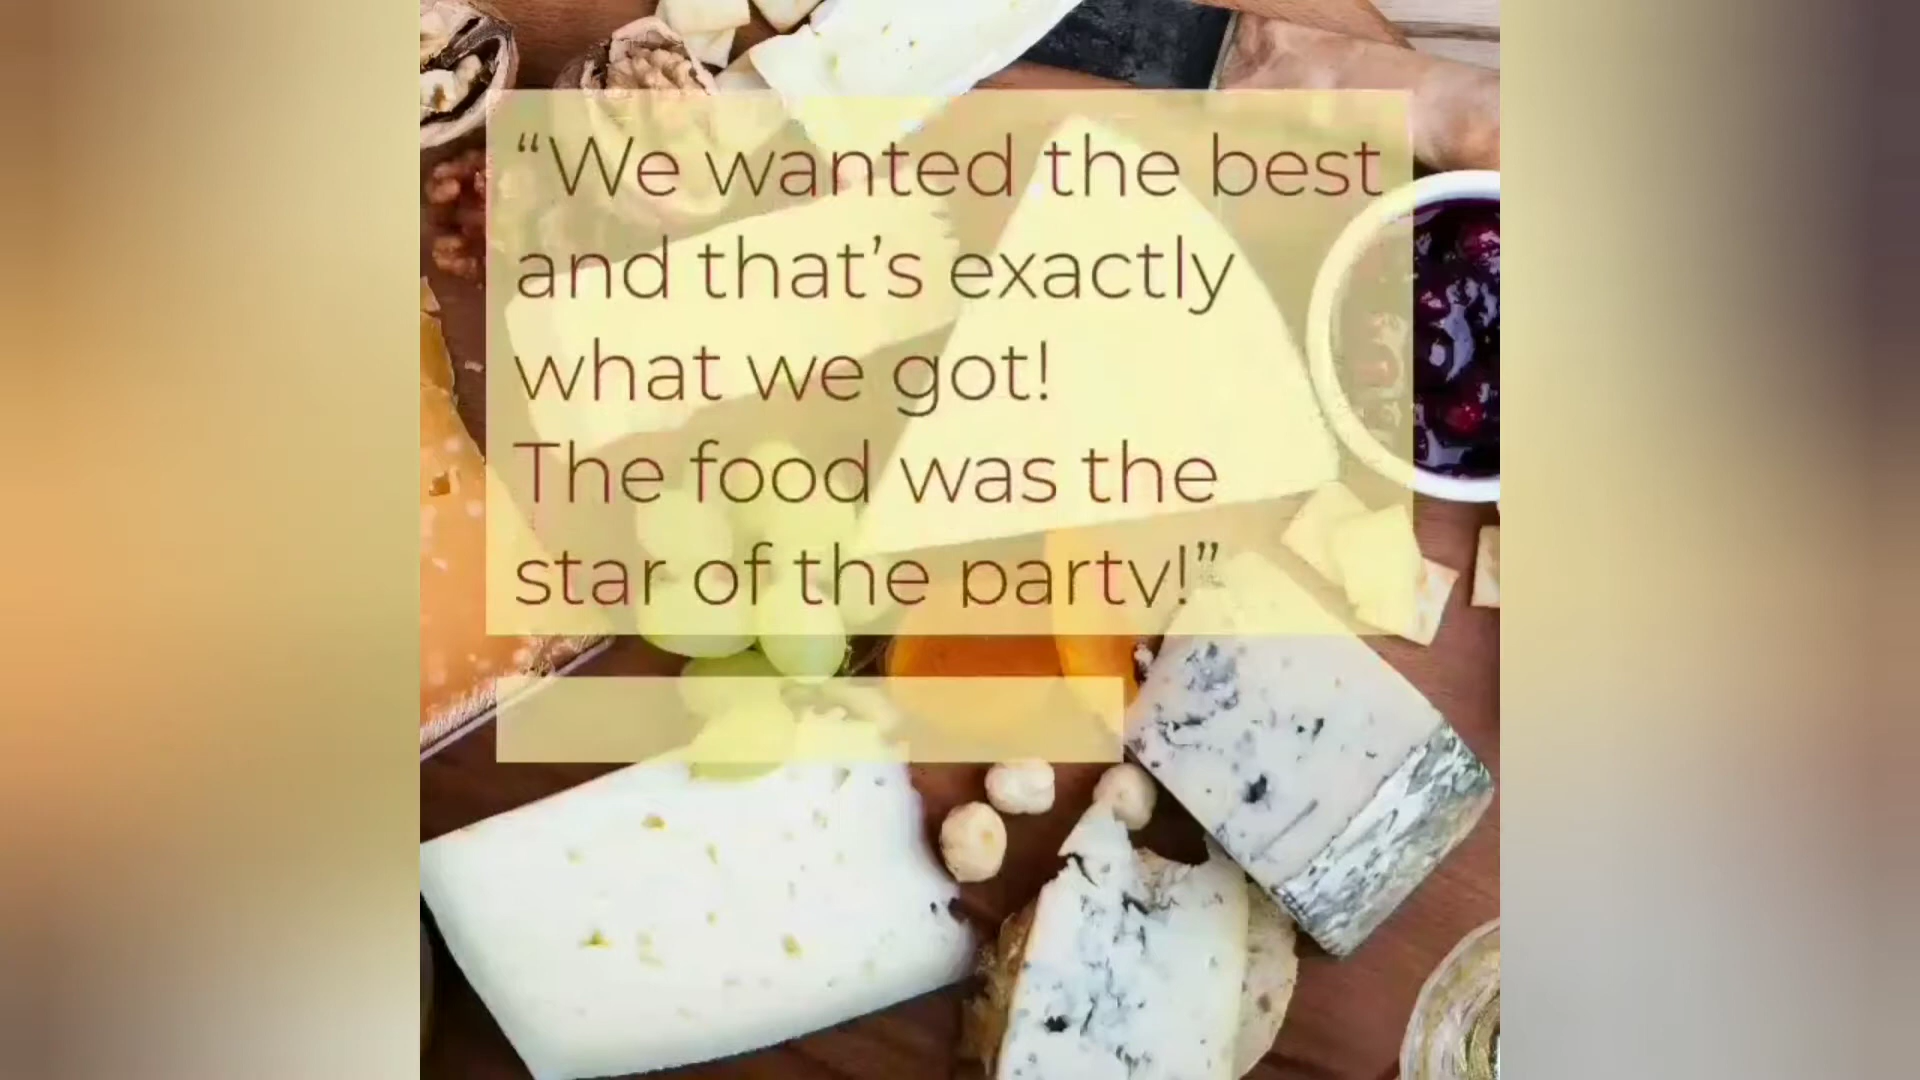 “We wanted the best
and that’s exactly
what we got!
The food was the
star of the party!”